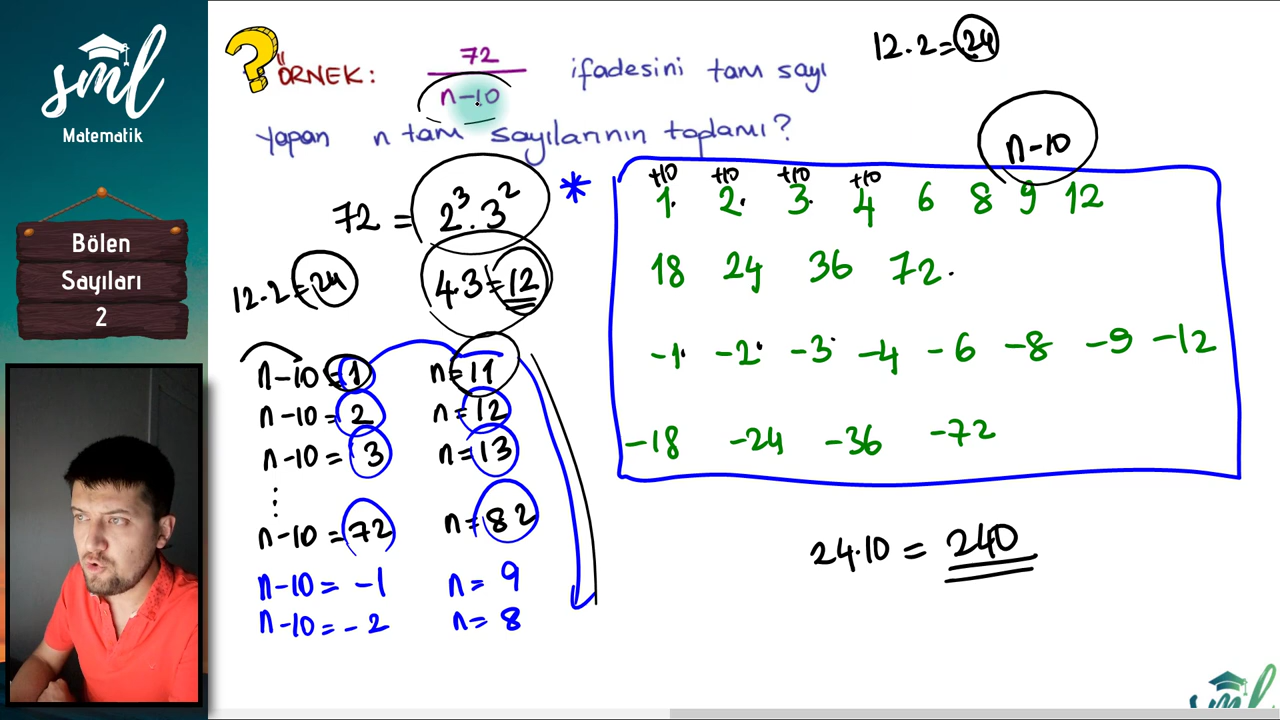 sml
Matematik
Bölen
Sayıları
2
?
ÖRNEK: 72 / n-10 ifadesini tam sayı
yapan n tam sayılarının toplamı?
12.2=24
n-10
72 = 2³.3²
*
4.3=12
12.2=24
+10 +10 +10 +10
1 2 3 4 6 8 9 12
18 24 36 72
-1 -2 -3 -4 -6 -8 -9 -12
-18 -24 -36 -72
n-10=1 n=11
n-10=2 n=12
n-10=3 n=13
⋮
n-10=72 n=82
n-10=-1 n=9
n-10=-2 n=8
24.10=240
sml